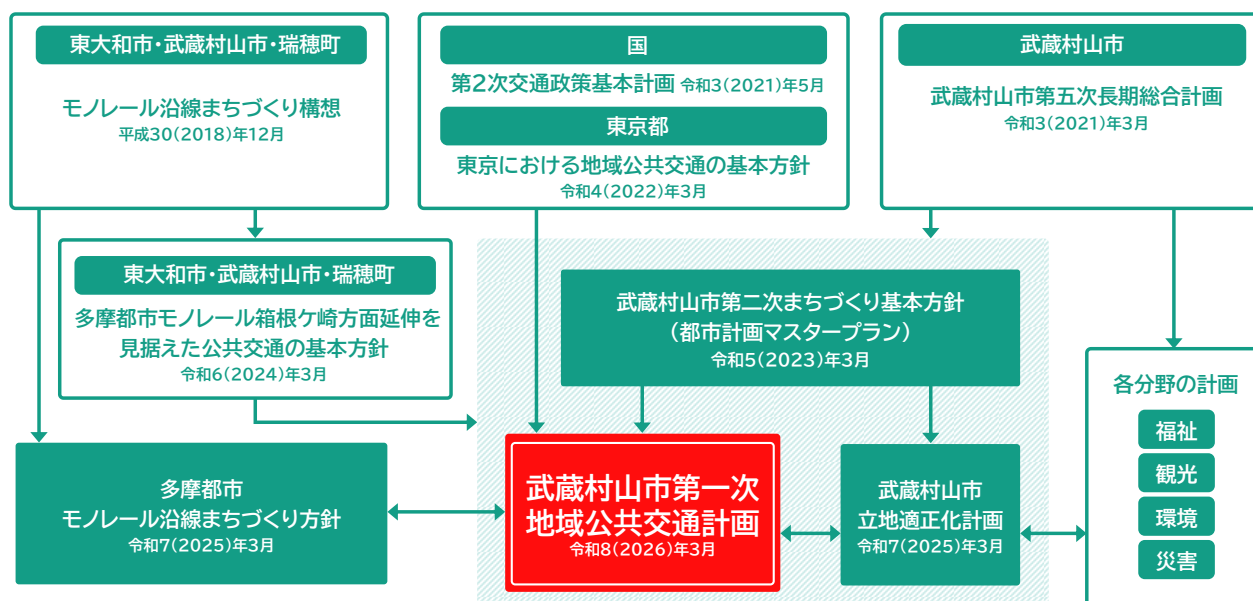 東大和市・武蔵村山市・瑞穂町
モノレール沿線まちづくり構想
平成30(2018)年12月
国
第2次交通政策基本計画 令和3(2021)年5月
東京都
東京における地域公共交通の基本方針
令和4(2022)年3月
武蔵村山市
武蔵村山市第五次長期総合計画
令和3(2021)年3月
東大和市・武蔵村山市・瑞穂町
多摩都市モノレール箱根ケ崎方面延伸を
見据えた公共交通の基本方針
令和6(2024)年3月
武蔵村山市第二次まちづくり基本方針
(都市計画マスタープラン)
令和5(2023)年3月
多摩都市
モノレール沿線まちづくり方針
令和7(2025)年3月
武蔵村山市第一次
地域公共交通計画
令和8(2026)年3月
武蔵村山市
立地適正化計画
令和7(2025)年3月
各分野の計画
福祉
観光
環境
災害